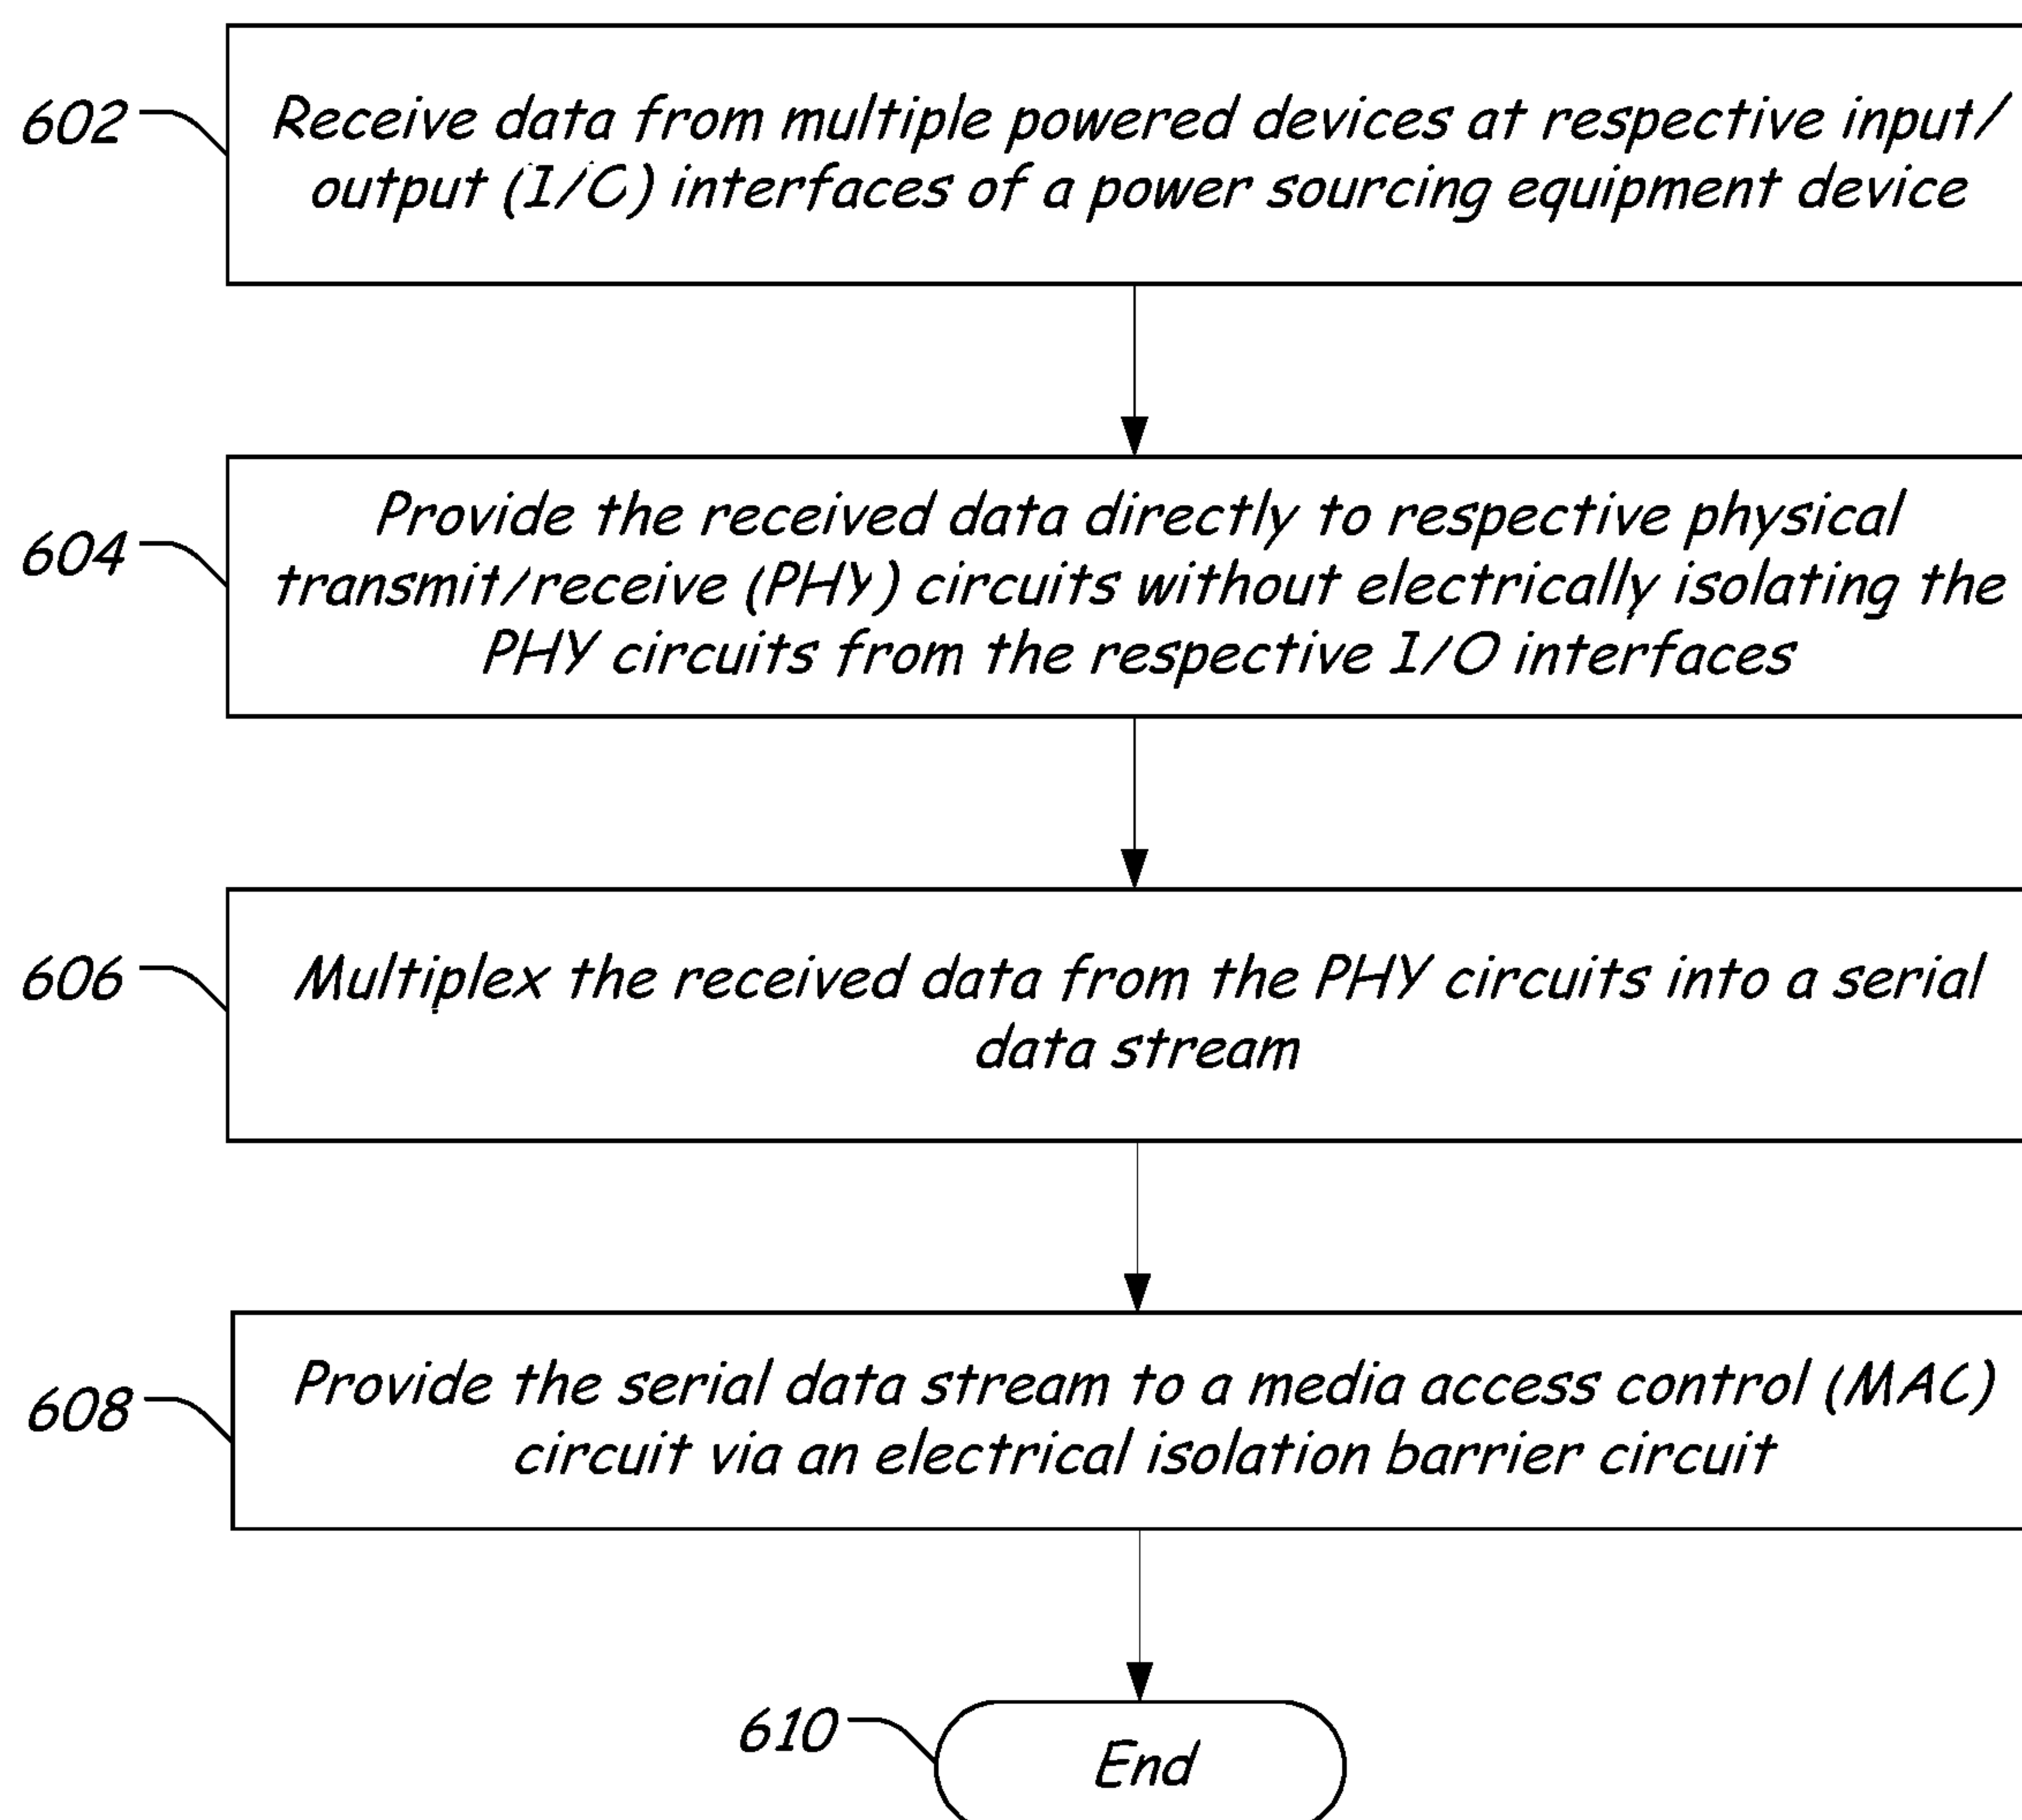 602
Receive data from multiple powered devices at respective input/
output (I/O) interfaces of a power sourcing equipment device
604
Provide the received data directly to respective physical
transmit/receive (PHY) circuits without electrically isolating the
PHY circuits from the respective I/O interfaces
606
Multiplex the received data from the PHY circuits into a serial
data stream
608
Provide the serial data stream to a media access control (MAC)
circuit via an electrical isolation barrier circuit
610
End